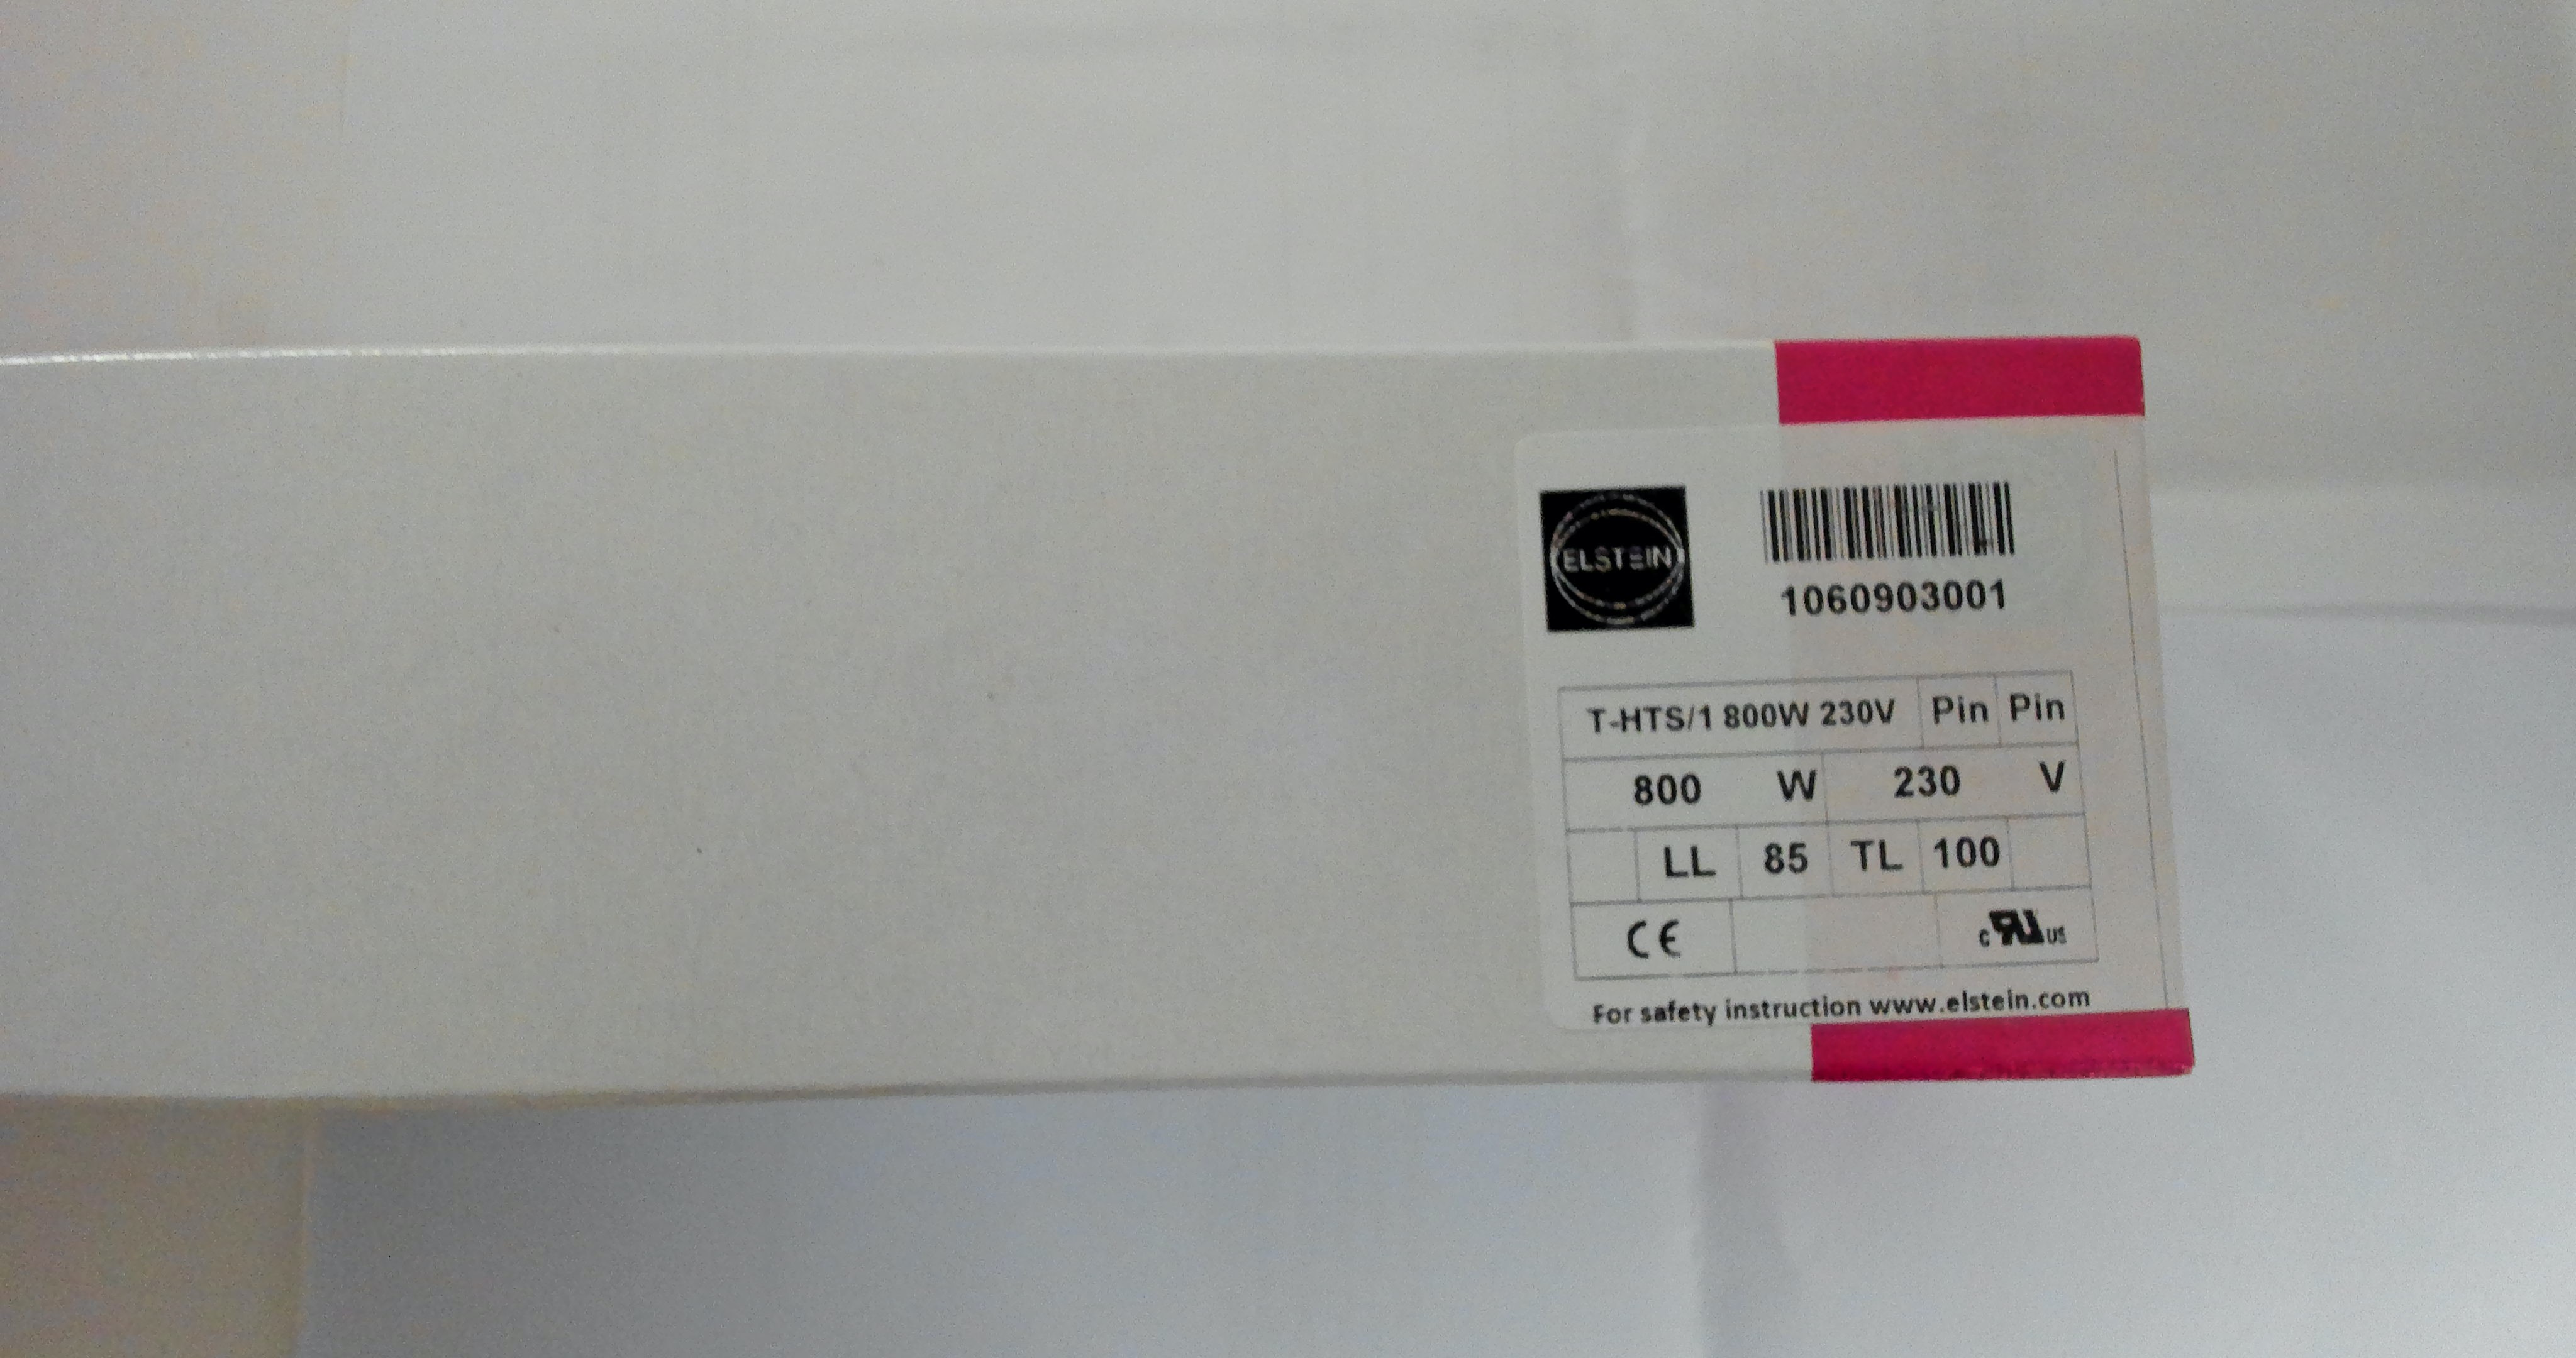 ELSTEIN
1060903001
T-HTS/1 800W 230V Pin Pin
800 W 230 V
LL 85 TL 100
CE c RU US
For safety instruction www.elstein.com